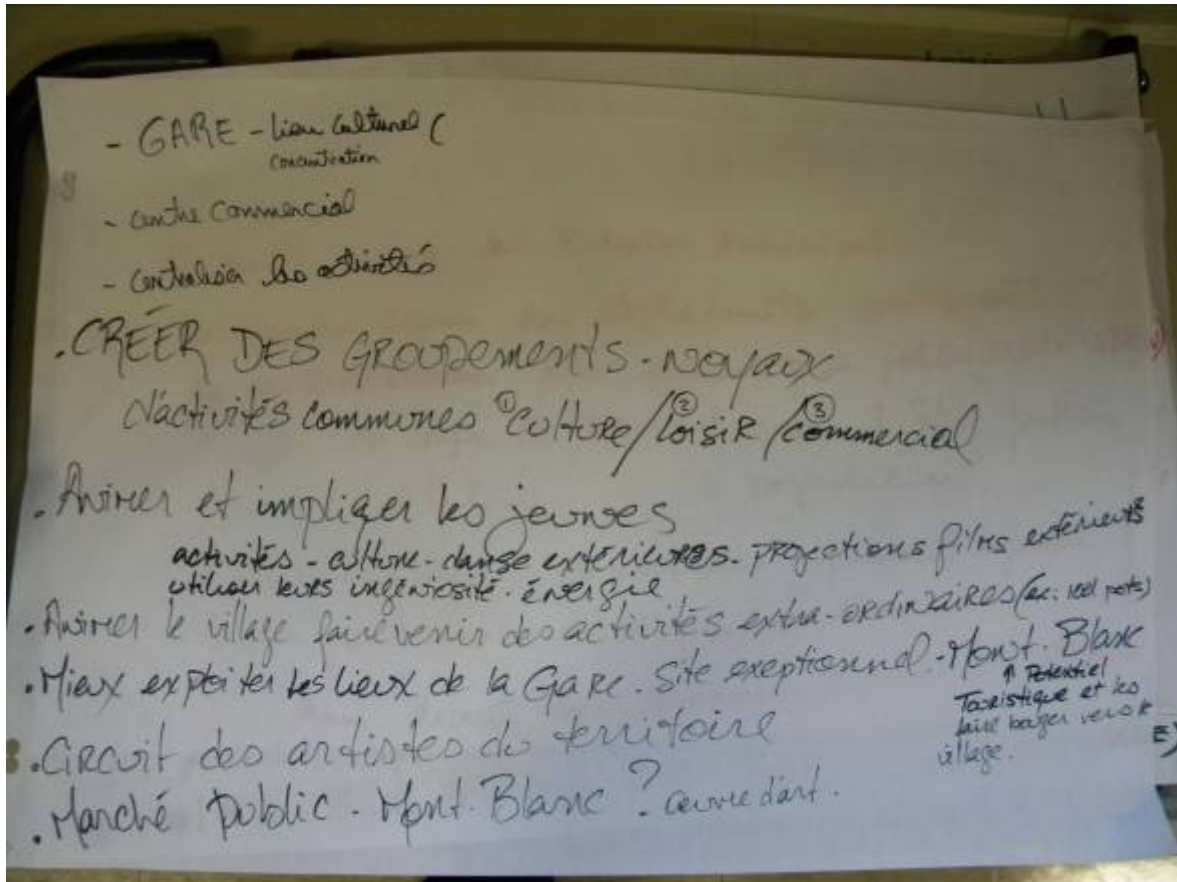 - GARE - lieu culturel (
concentration
- centre commercial
- centraliser les activités
. CRÉER DES GROUPEMENTS - NOYAUX
d'activités communes ① culture / ② loisir / ③ commercial
. Animer et impliquer les jeunes
activités - culture - danse extérieures - projections films extérieurs
utiliser leurs ingéniosité - énergie
. Animer le village faire venir des activités extra-ordinaires (ex: red pots)
. Mieux exploiter les lieux de la Gare. Site exeptionnel - Mont-Blanc
↑ Potentiel
Touristique et les
faire bouger vers le
village.
. Circuit des artistes du territoire
. Marché Public - Mont-Blanc ? œuvre d'art.